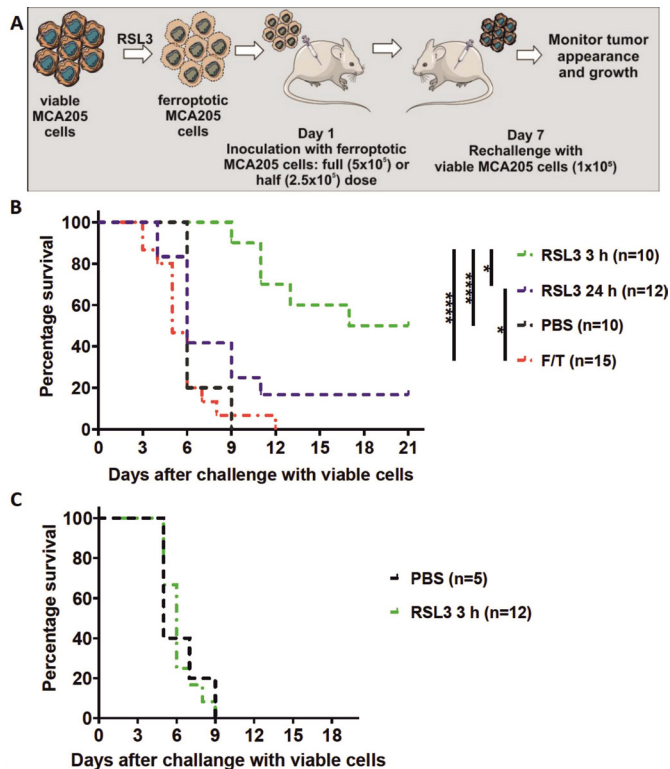 A
RSL3
viable
MCA205
cells
ferroptotic
MCA205
cells
Day 1
Inoculation with ferroptotic
MCA205 cells: full (5x10⁵) or
half (2.5x10⁵) dose
Day 7
Rechallenge with
viable MCA205 cells (1x10⁵)
Monitor tumor
appearance
and growth
B
Percentage survival
100
80
60
40
20
0
0 3 6 9 12 15 18 21
Days after challenge with viable cells
RSL3 3 h (n=10)
RSL3 24 h (n=12)
PBS (n=10)
F/T (n=15)
****
****
*
*
C
Percentage survival
100
80
60
40
20
0
0 3 6 9 12 15 18
Days after challange with viable cells
PBS (n=5)
RSL3 3 h (n=12)